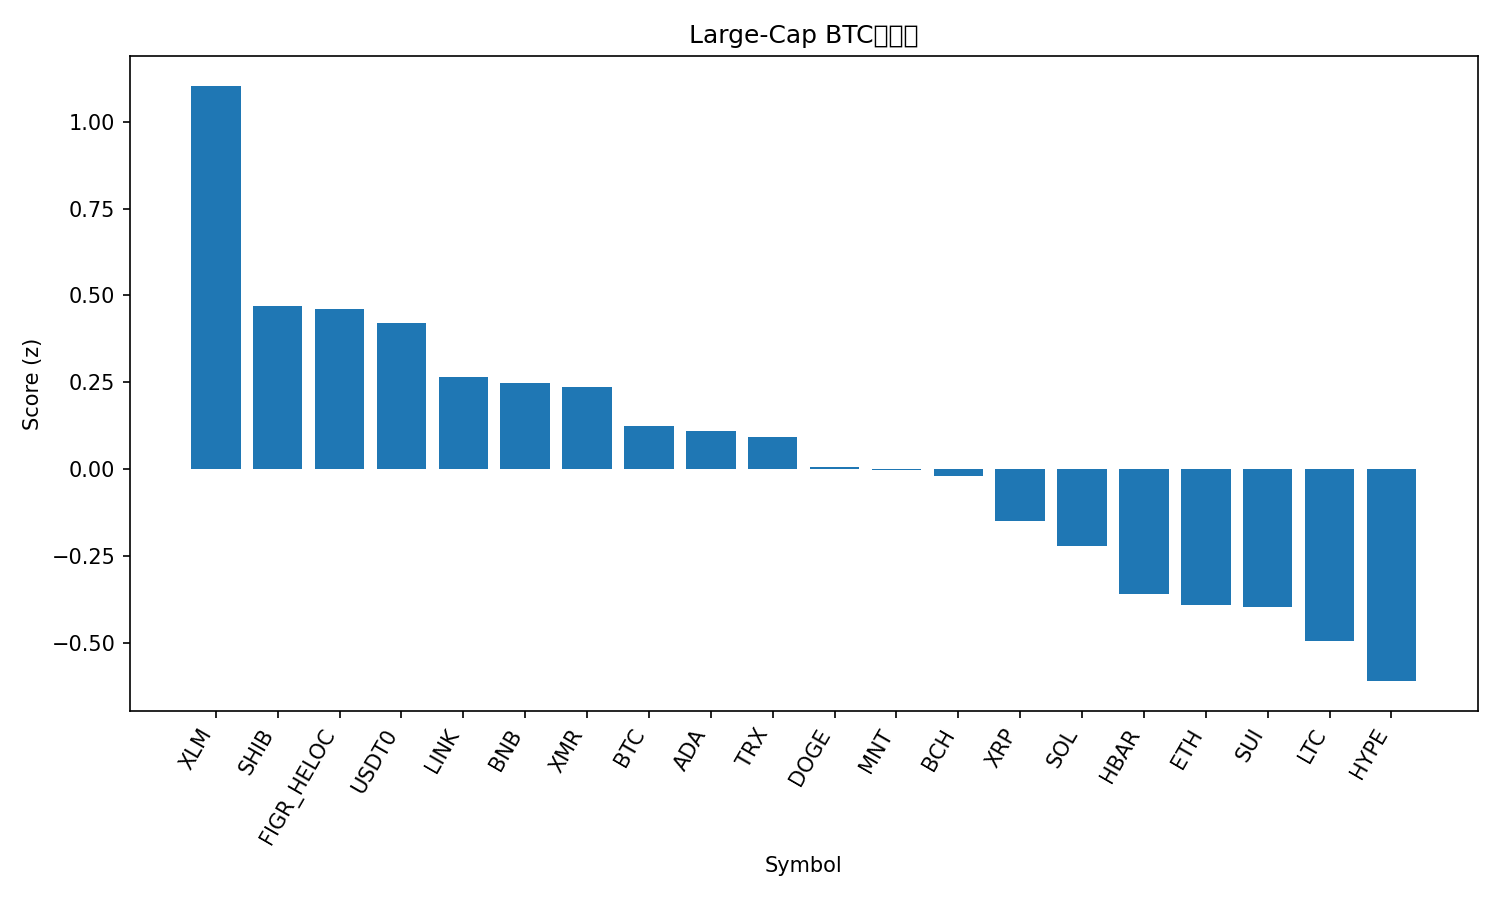 Large-Cap BTC
Score (z)
1.00
0.75
0.50
0.25
0.00
−0.25
−0.50
XLM
SHIB
FIGR_HELOC
USDT0
LINK
BNB
XMR
BTC
ADA
TRX
DOGE
MNT
BCH
XRP
SOL
HBAR
ETH
SUI
LTC
HYPE
Symbol